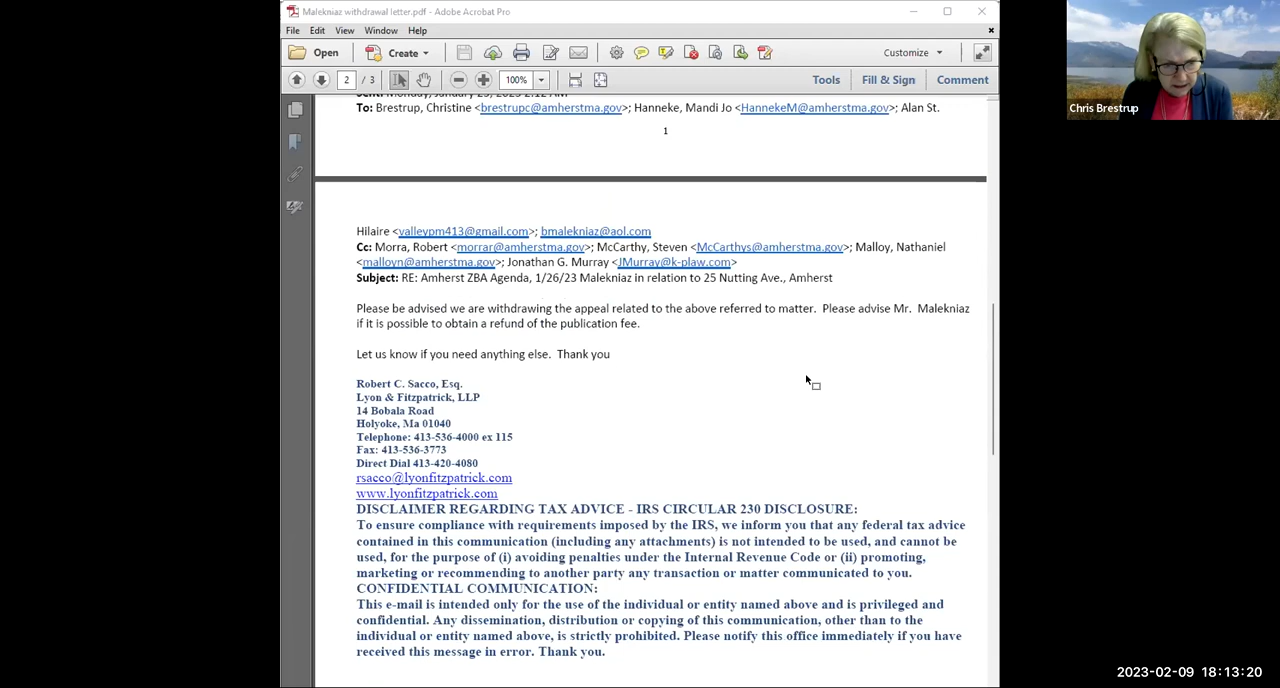 Malekniaz withdrawal letter.pdf - Adobe Acrobat Pro
File Edit View Window Help
Open Create Customize
2 / 3 100% Tools Fill & Sign Comment
To: Brestrup, Christine <brestrupc@amherstma.gov>; Hanneke, Mandi Jo <HannekeM@amherstma.gov>; Alan St.
1
Hilaire <valleypm413@gmail.com>; bmalekniaz@aol.com
Cc: Morra, Robert <morrar@amherstma.gov>; McCarthy, Steven <McCarthys@amherstma.gov>; Malloy, Nathaniel
<malloyn@amherstma.gov>; Jonathan G. Murray <JMurray@k-plaw.com>
Subject: RE: Amherst ZBA Agenda, 1/26/23 Malekniaz in relation to 25 Nutting Ave., Amherst
Please be advised we are withdrawing the appeal related to the above referred to matter. Please advise Mr. Malekniaz
if it is possible to obtain a refund of the publication fee.
Let us know if you need anything else. Thank you
Robert C. Sacco, Esq.
Lyon & Fitzpatrick, LLP
14 Bobala Road
Holyoke, Ma 01040
Telephone: 413-536-4000 ex 115
Fax: 413-536-3773
Direct Dial 413-420-4080
rsacco@lyonfitzpatrick.com
www.lyonfitzpatrick.com
DISCLAIMER REGARDING TAX ADVICE - IRS CIRCULAR 230 DISCLOSURE:
To ensure compliance with requirements imposed by the IRS, we inform you that any federal tax advice
contained in this communication (including any attachments) is not intended to be used, and cannot be
used, for the purpose of (i) avoiding penalties under the Internal Revenue Code or (ii) promoting,
marketing or recommending to another party any transaction or matter communicated to you.
CONFIDENTIAL COMMUNICATION:
This e-mail is intended only for the use of the individual or entity named above and is privileged and
confidential. Any dissemination, distribution or copying of this communication, other than to the
individual or entity named above, is strictly prohibited. Please notify this office immediately if you have
received this message in error. Thank you.
Chris Brestrup
2023-02-09 18:13:20